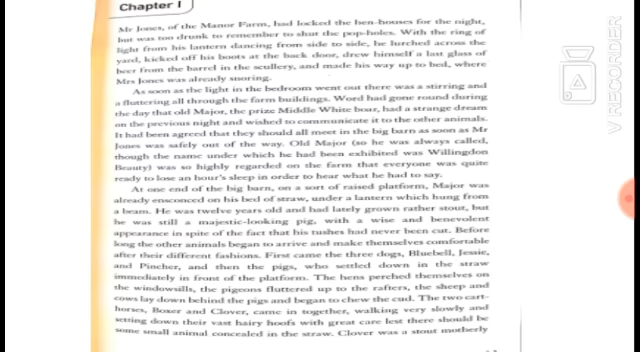 Chapter I
Mr Jones, of the Manor Farm, had locked the hen-houses for the night,
but was too drunk to remember to shut the pop-holes. With the ring of
light from his lantern dancing from side to side, he lurched across the
yard, kicked off his boots at the back door, drew himself a last glass of
beer from the barrel in the scullery, and made his way up to bed, where
Mrs Jones was already snoring.
As soon as the light in the bedroom went out there was a stirring and
a fluttering all through the farm buildings. Word had gone round during
the day that old Major, the prize Middle White boar, had a strange dream
on the previous night and wished to communicate it to the other animals.
It had been agreed that they should all meet in the big barn as soon as Mr
Jones was safely out of the way. Old Major (so he was always called,
though the name under which he had been exhibited was Willingdon
Beauty) was so highly regarded on the farm that everyone was quite
ready to lose an hour's sleep in order to hear what he had to say.
At one end of the big barn, on a sort of raised platform, Major was
already ensconced on his bed of straw, under a lantern which hung from
a beam. He was twelve years old and had lately grown rather stout, but
he was still a majestic-looking pig, with a wise and benevolent
appearance in spite of the fact that his tushes had never been cut. Before
long the other animals began to arrive and make themselves comfortable
after their different fashions. First came the three dogs, Bluebell, Jessie,
and Pincher, and then the pigs, who settled down in the straw
immediately in front of the platform. The hens perched themselves on
the windowsills, the pigeons fluttered up to the rafters, the sheep and
cows lay down behind the pigs and began to chew the cud. The two cart-
horses, Boxer and Clover, came in together, walking very slowly and
setting down their vast hairy hoofs with great care lest there should be
some small animal concealed in the straw. Clover was a stout motherly
V RECORDER